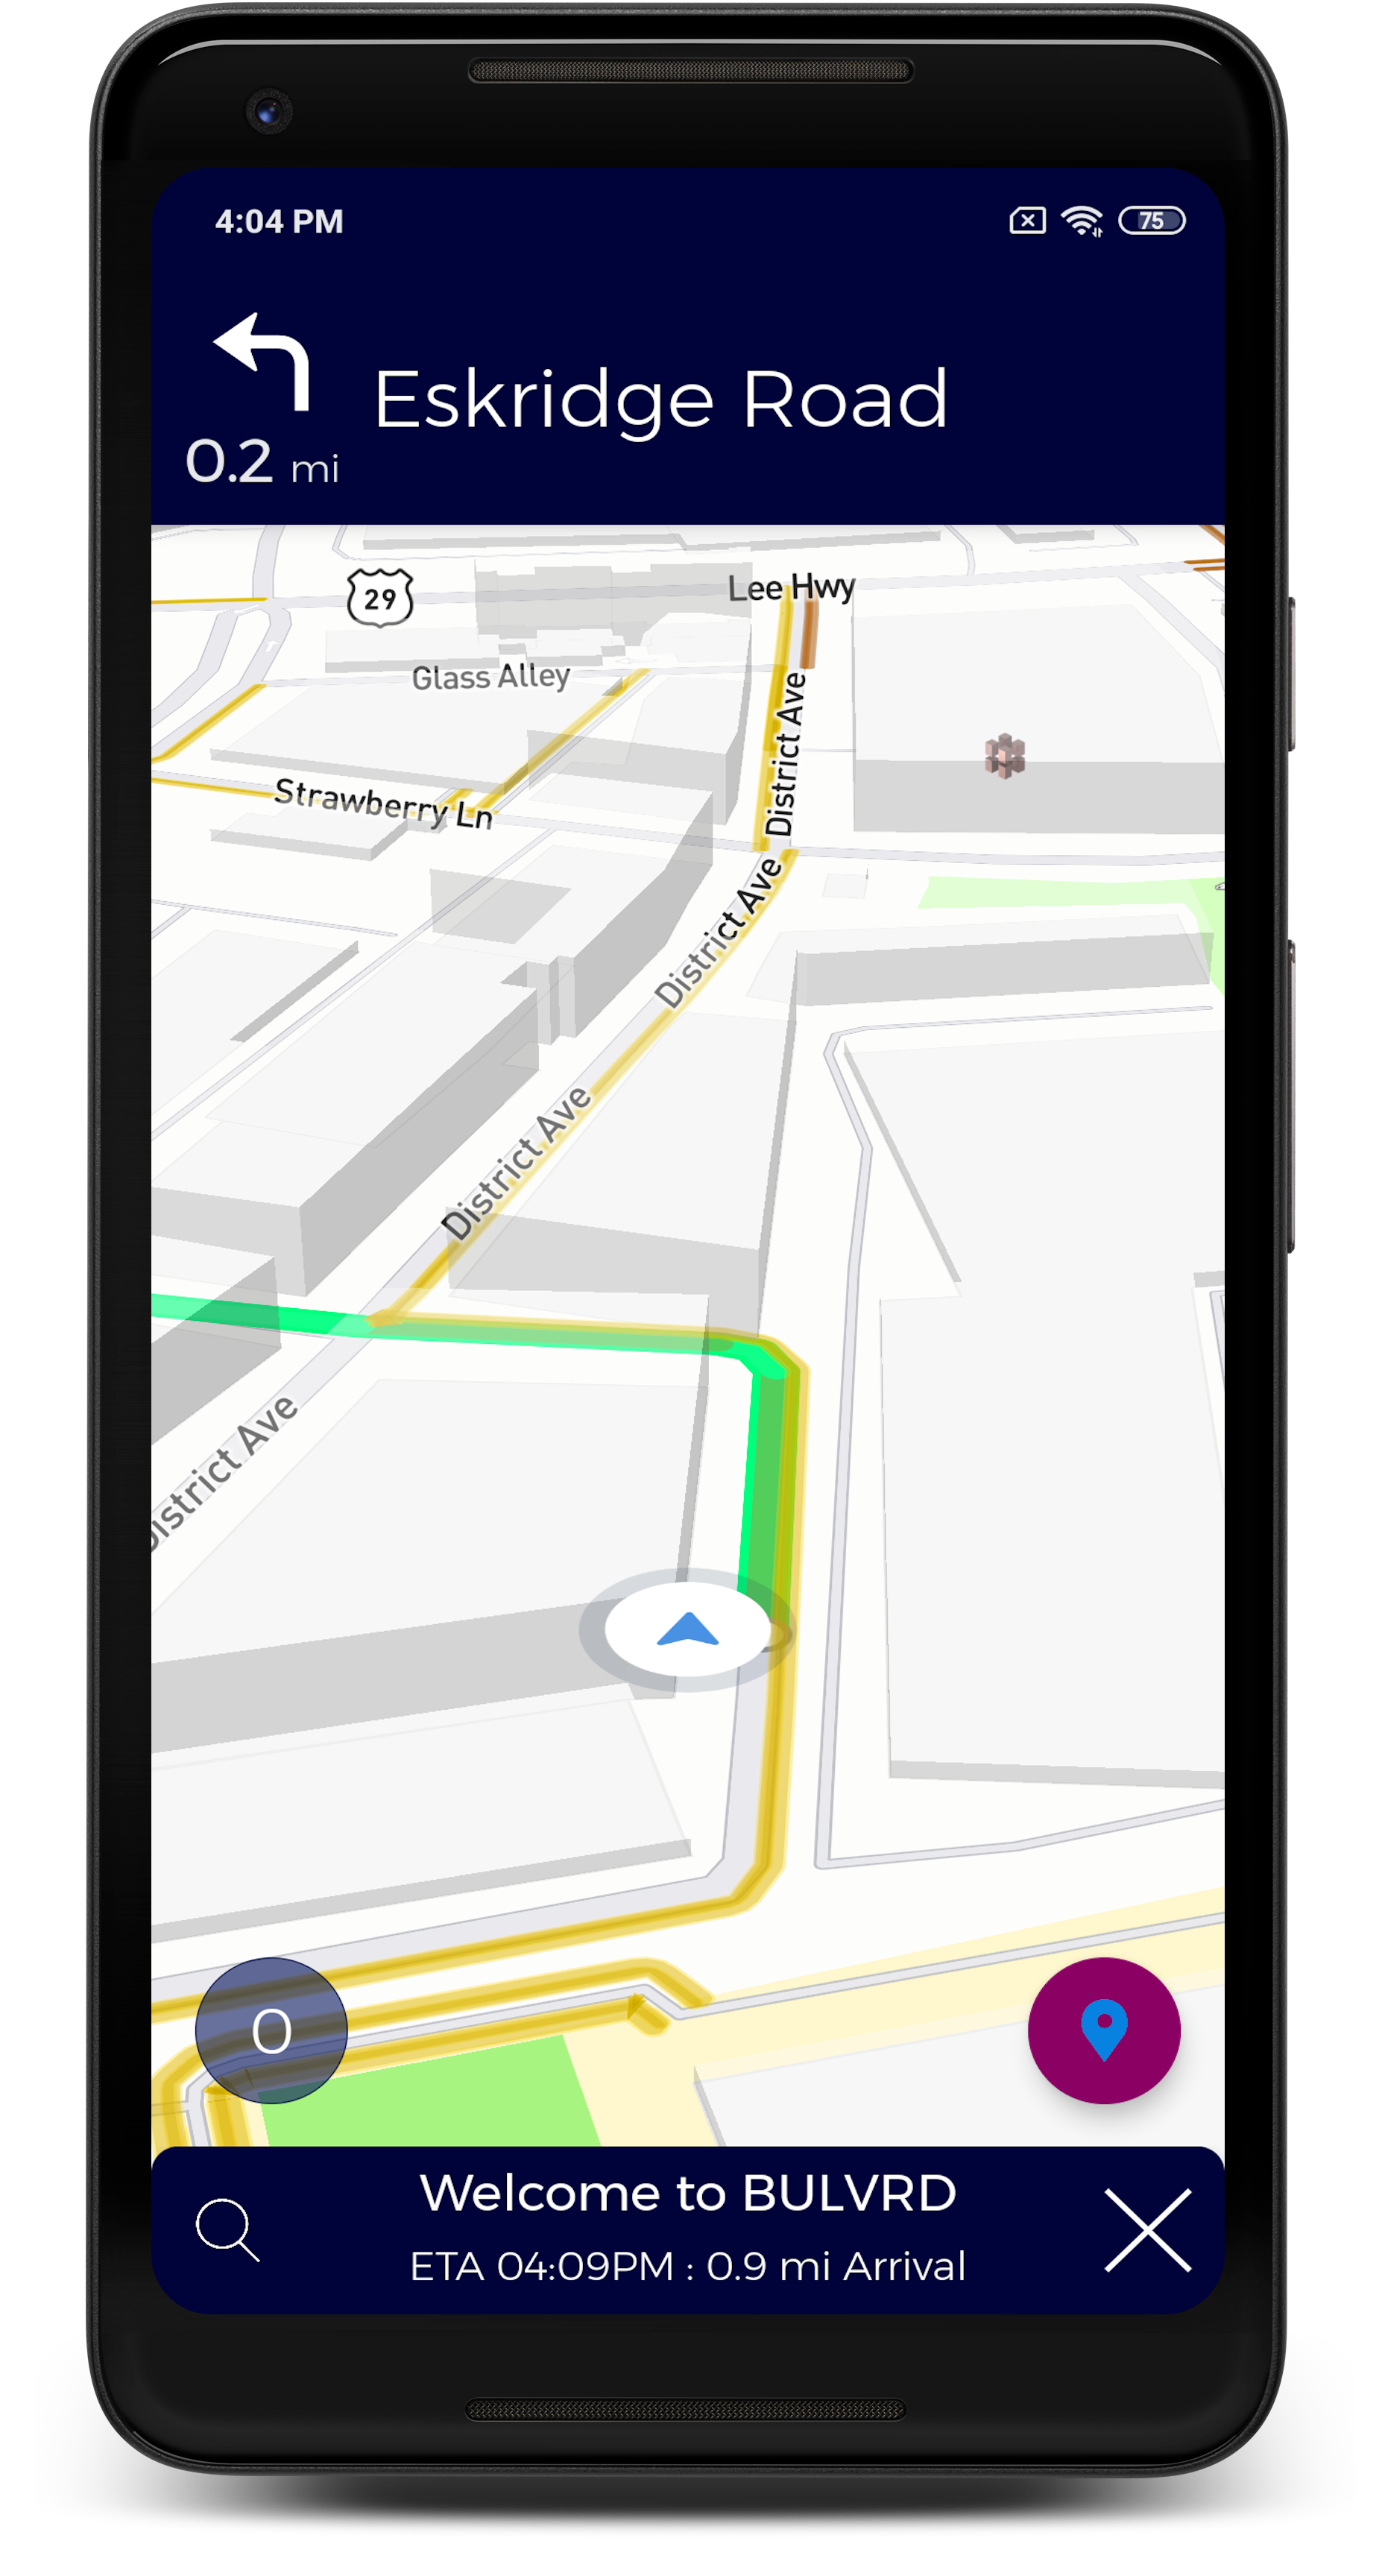 4:04 PM
75
Eskridge Road
0.2 mi
29
Lee Hwy
Glass Alley
District Ave
Strawberry Ln
District Ave
District Ave
District Ave
0
Welcome to BULVRD
ETA 04:09PM : 0.9 mi Arrival